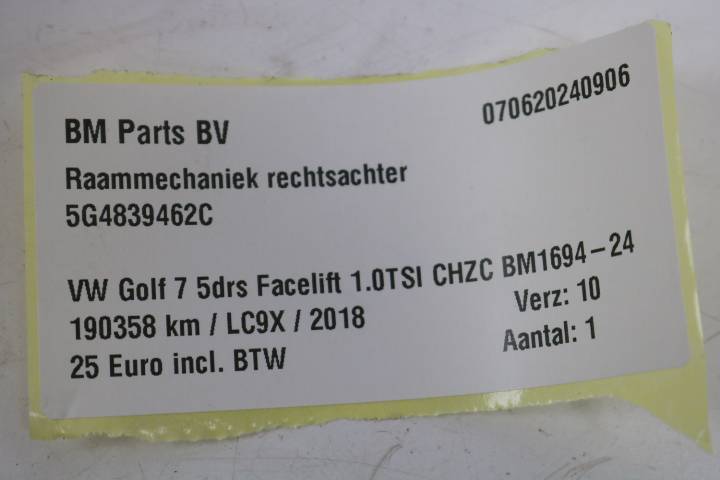 070620240906
BM Parts BV
Raammechaniek rechtsachter
5G4839462C
VW Golf 7 5drs Facelift 1.0TSI CHZC BM1694-24
190358 km / LC9X / 2018 Verz: 10
25 Euro incl. BTW Aantal: 1